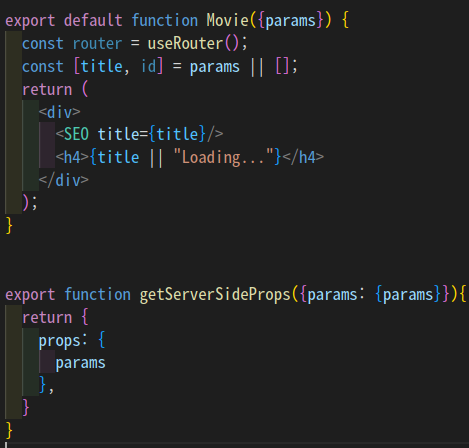 export default function Movie({params}) {
  const router = useRouter();
  const [title, id] = params || [];
  return (
    <div>
      <SEO title={title}/>
      <h4>{title || "Loading..."}</h4>
    </div>
  );
}
export function getServerSideProps({params: {params}}){
  return {
    props: {
      params
    },
  }
}